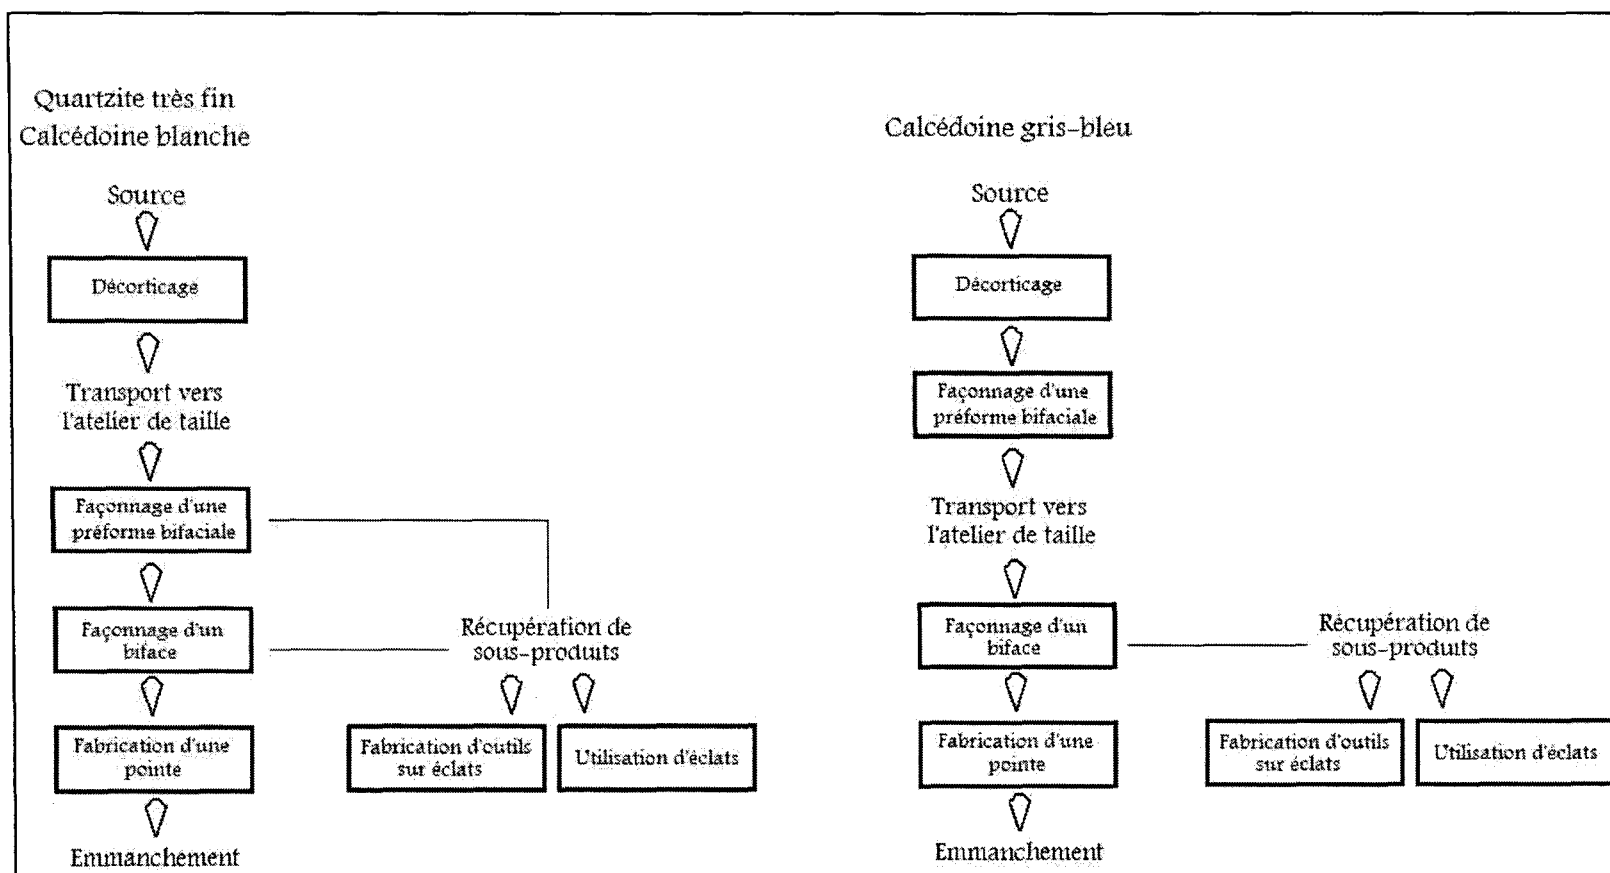 Quartzite très fin
Calcédoine blanche
Source
Décorticage
Transport vers
l'atelier de taille
Façonnage d'une
préforme bifaciale
Façonnage d'un
biface
Fabrication d'une
pointe
Emmanchement
Récupération de
sous-produits
Fabrication d'outils
sur éclats
Utilisation d'éclats
Calcédoine gris-bleu
Source
Décorticage
Façonnage d'une
préforme bifaciale
Transport vers
l'atelier de taille
Façonnage d'un
biface
Fabrication d'une
pointe
Emmanchement
Récupération de
sous-produits
Fabrication d'outils
sur éclats
Utilisation d'éclats